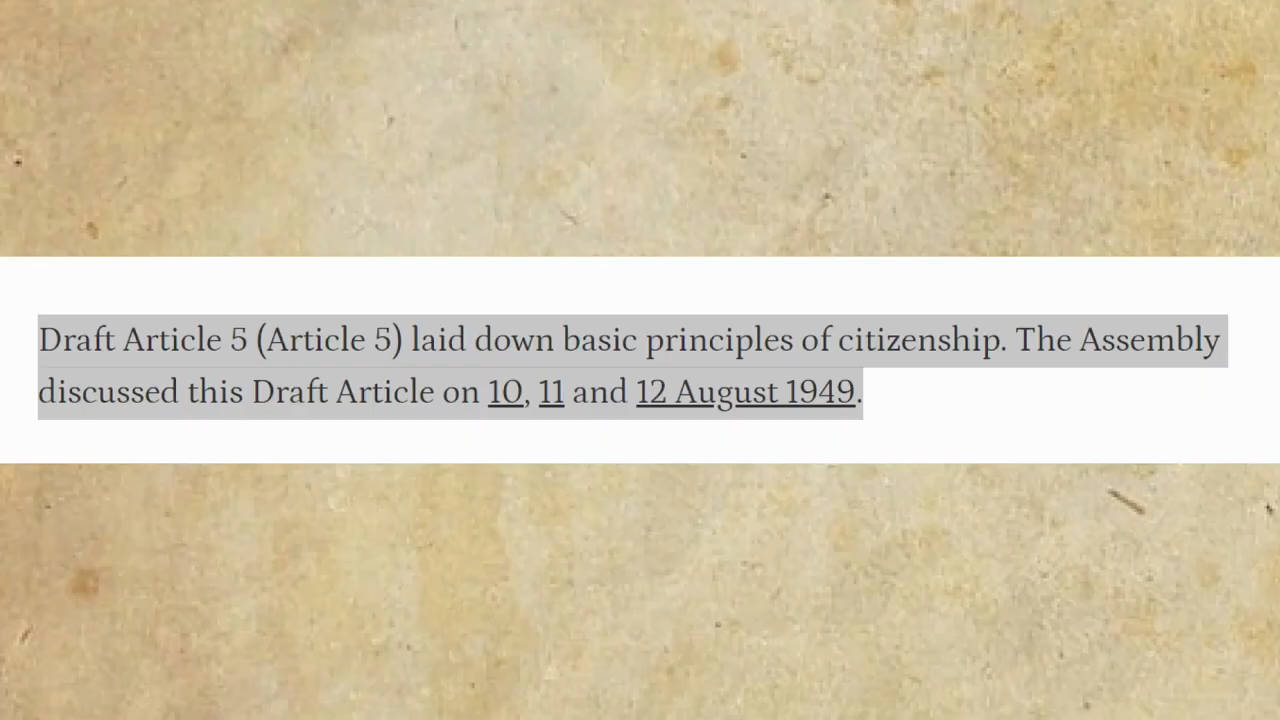 Draft Article 5 (Article 5) laid down basic principles of citizenship. The Assembly
discussed this Draft Article on 10, 11 and 12 August 1949.